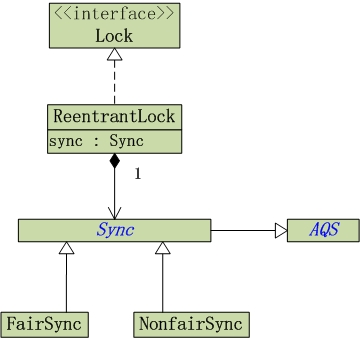 <<interface>>
Lock
ReentrantLock
sync : Sync
1
Sync
AQS
FairSync
NonfairSync